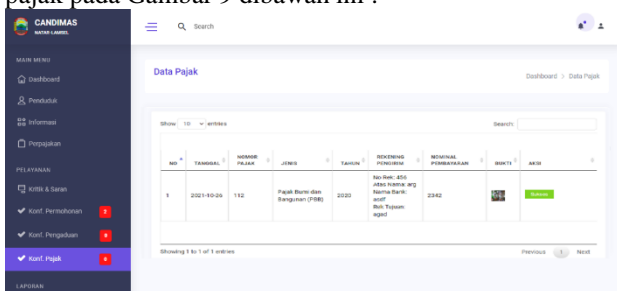 pajak pada Gambar 9 dibawah ini :
CANDIMAS
NATAR-LAMSEL
Search
MAIN MENU
Dashboard
Penduduk
Informasi
Perpajakan
PELAYANAN
Kritik & Saran
Konf. Permohonan
Konf. Pengaduan
Konf. Pajak
LAPORAN
Data Pajak
Dashboard > Data Pajak
Show 10 entries
Search:
NO TANGGAL NOMOR PAJAK JENIS TAHUN REKENING PENGIRIM NOMINAL PEMBAYARAN BUKTI AKSI
1 2021-10-26 112 Pajak Bumi dan Bangunan (PBB) 2020 No Rek: 456 Atas Nama: arg Nama Bank: asdf Rek Tujuan: agad 2342
Showing 1 to 1 of 1 entries
Previous 1 Next